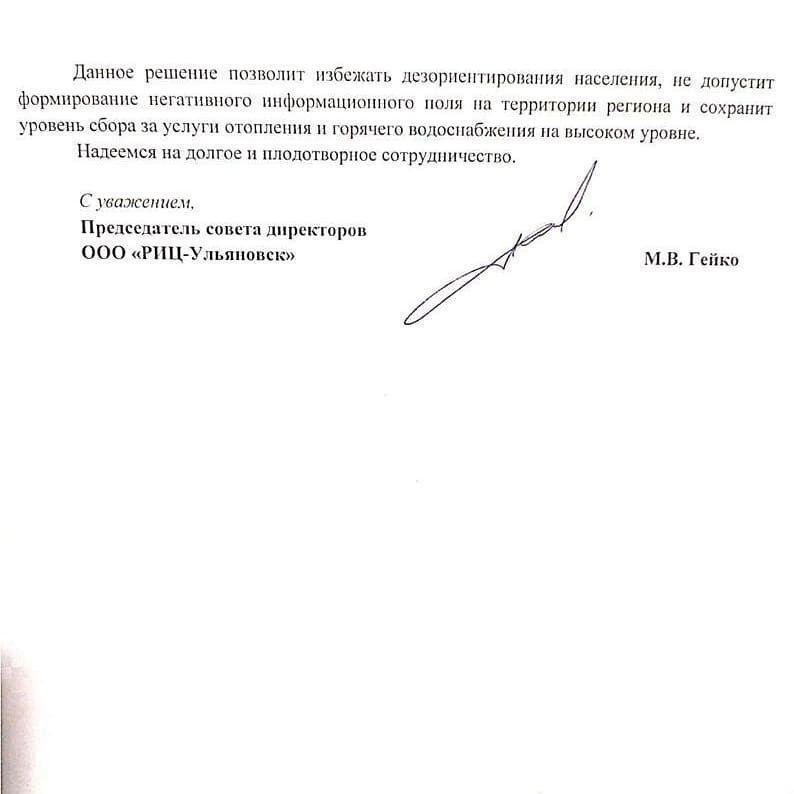 Данное решение позволит избежать дезориентирования населения, не допустит
формирование негативного информационного поля на территории региона и сохранит
уровень сбора за услуги отопления и горячего водоснабжения на высоком уровне.
Надеемся на долгое и плодотворное сотрудничество.
С уважением,
Председатель совета директоров
ООО «РИЦ-Ульяновск»
М.В. Гейко